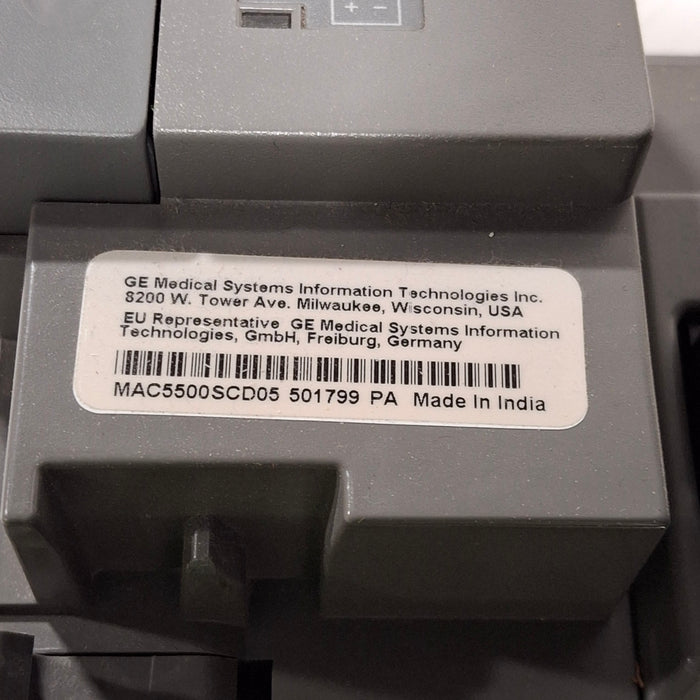 + -
GE Medical Systems Information Technologies Inc.
8200 W. Tower Ave. Milwaukee, Wisconsin, USA
EU Representative GE Medical Systems Information
Technologies, GmbH, Freiburg, Germany
MAC5500SCD05 501799 PA Made In India